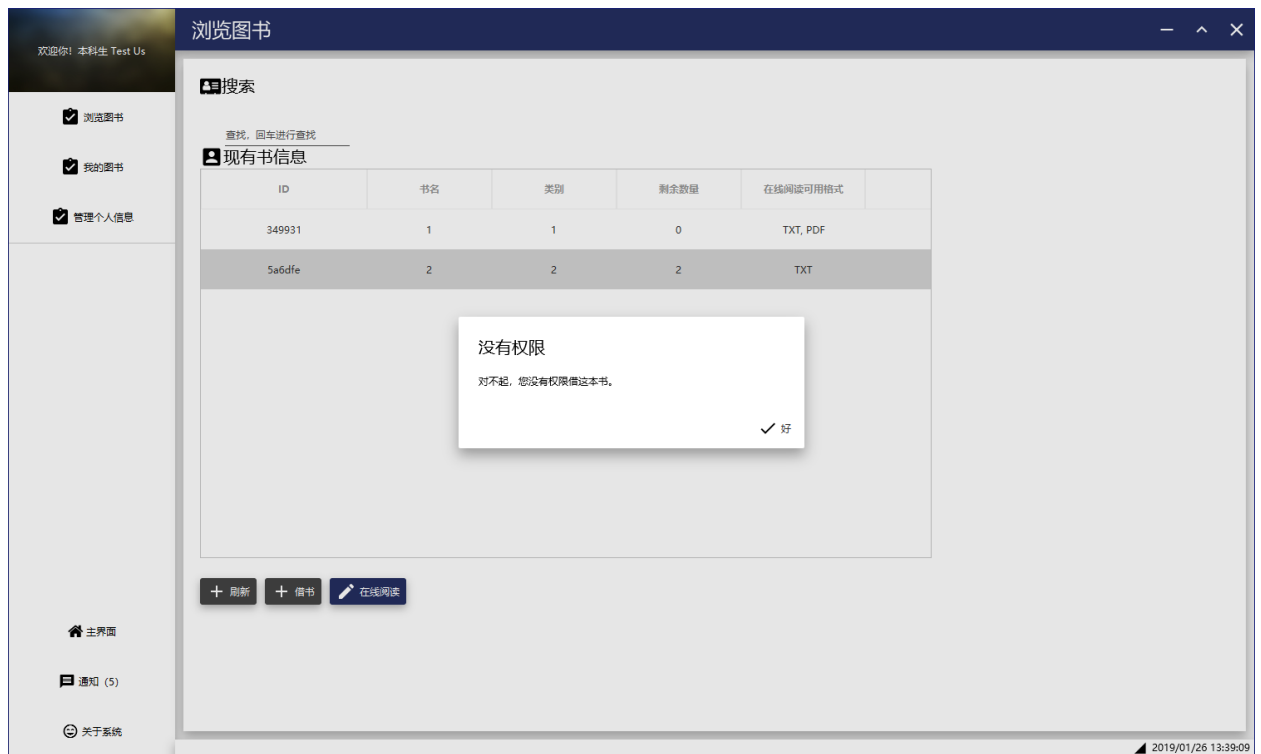 浏览图书
欢迎你！本科生 Test Us
浏览图书
我的图书
管理个人信息
主界面
通知（5）
关于系统
搜索
查找，回车进行查找
现有书信息
ID 书名 类别 剩余数量 在线阅读可用格式
349931 1 1 0 TXT, PDF
5a6dfe 2 2 2 TXT
没有权限
对不起，您没有权限借这本书。
好
刷新 借书 在线阅读
2019/01/26 13:39:09